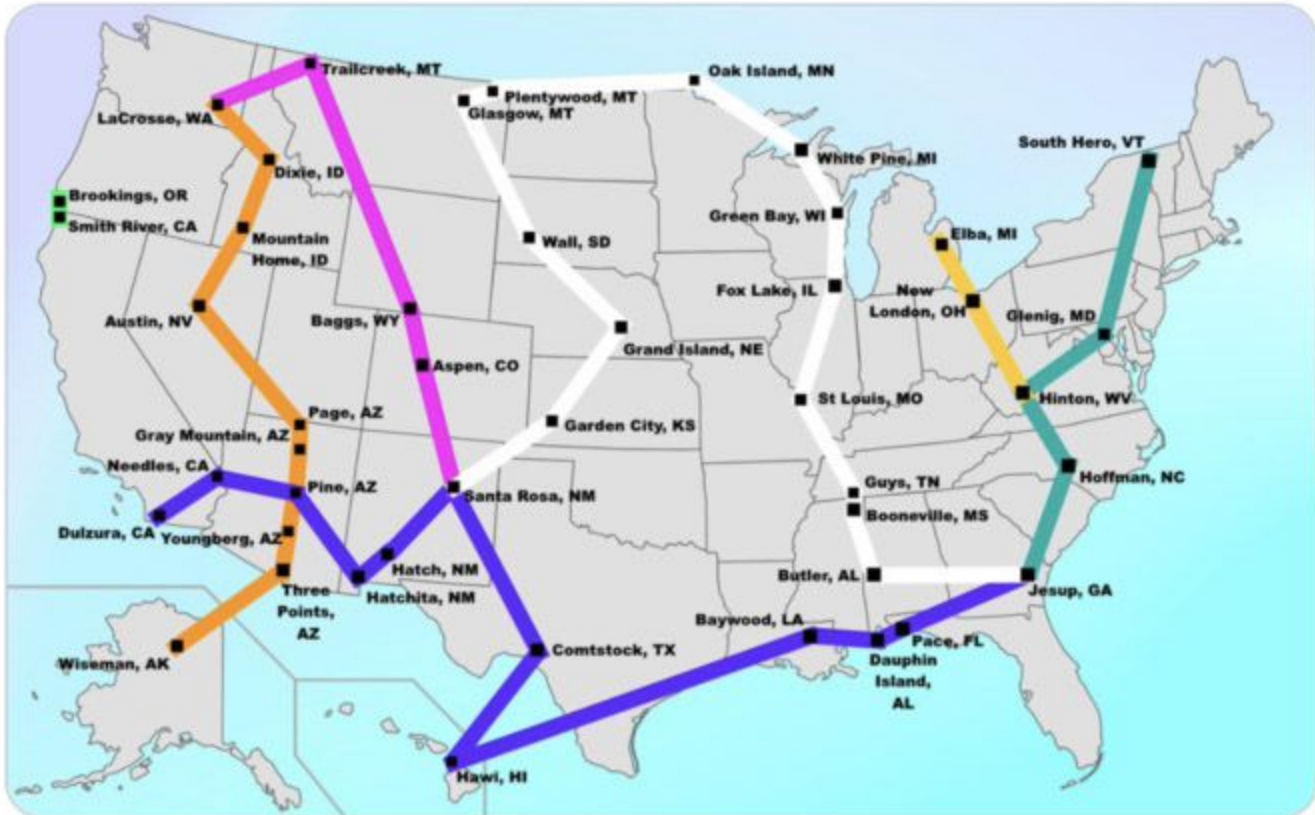 Trailcreek, MT
LaCrosse, WA
Oak Island, MN
Plentywood, MT
Glasgow, MT
White Pine, MI
South Hero, VT
Dixie, ID
Brookings, OR
Smith River, CA
Mountain
Home, ID
Wall, SD
Green Bay, WI
Elba, MI
Austin, NV
Baggs, WY
Fox Lake, IL
New
London, OH
Glenig, MD
Grand Island, NE
Aspen, CO
St Louis, MO
Hinton, WV
Page, AZ
Gray Mountain, AZ
Garden City, KS
Needles, CA
Pine, AZ
Santa Rosa, NM
Guys, TN
Booneville, MS
Hoffman, NC
Dulzura, CA
Youngberg, AZ
Hatch, NM
Hatchita, NM
Three
Points,
AZ
Butler, AL
Jesup, GA
Baywood, LA
Pace, FL
Dauphin
Island,
AL
Comtstock, TX
Wiseman, AK
Hawi, HI